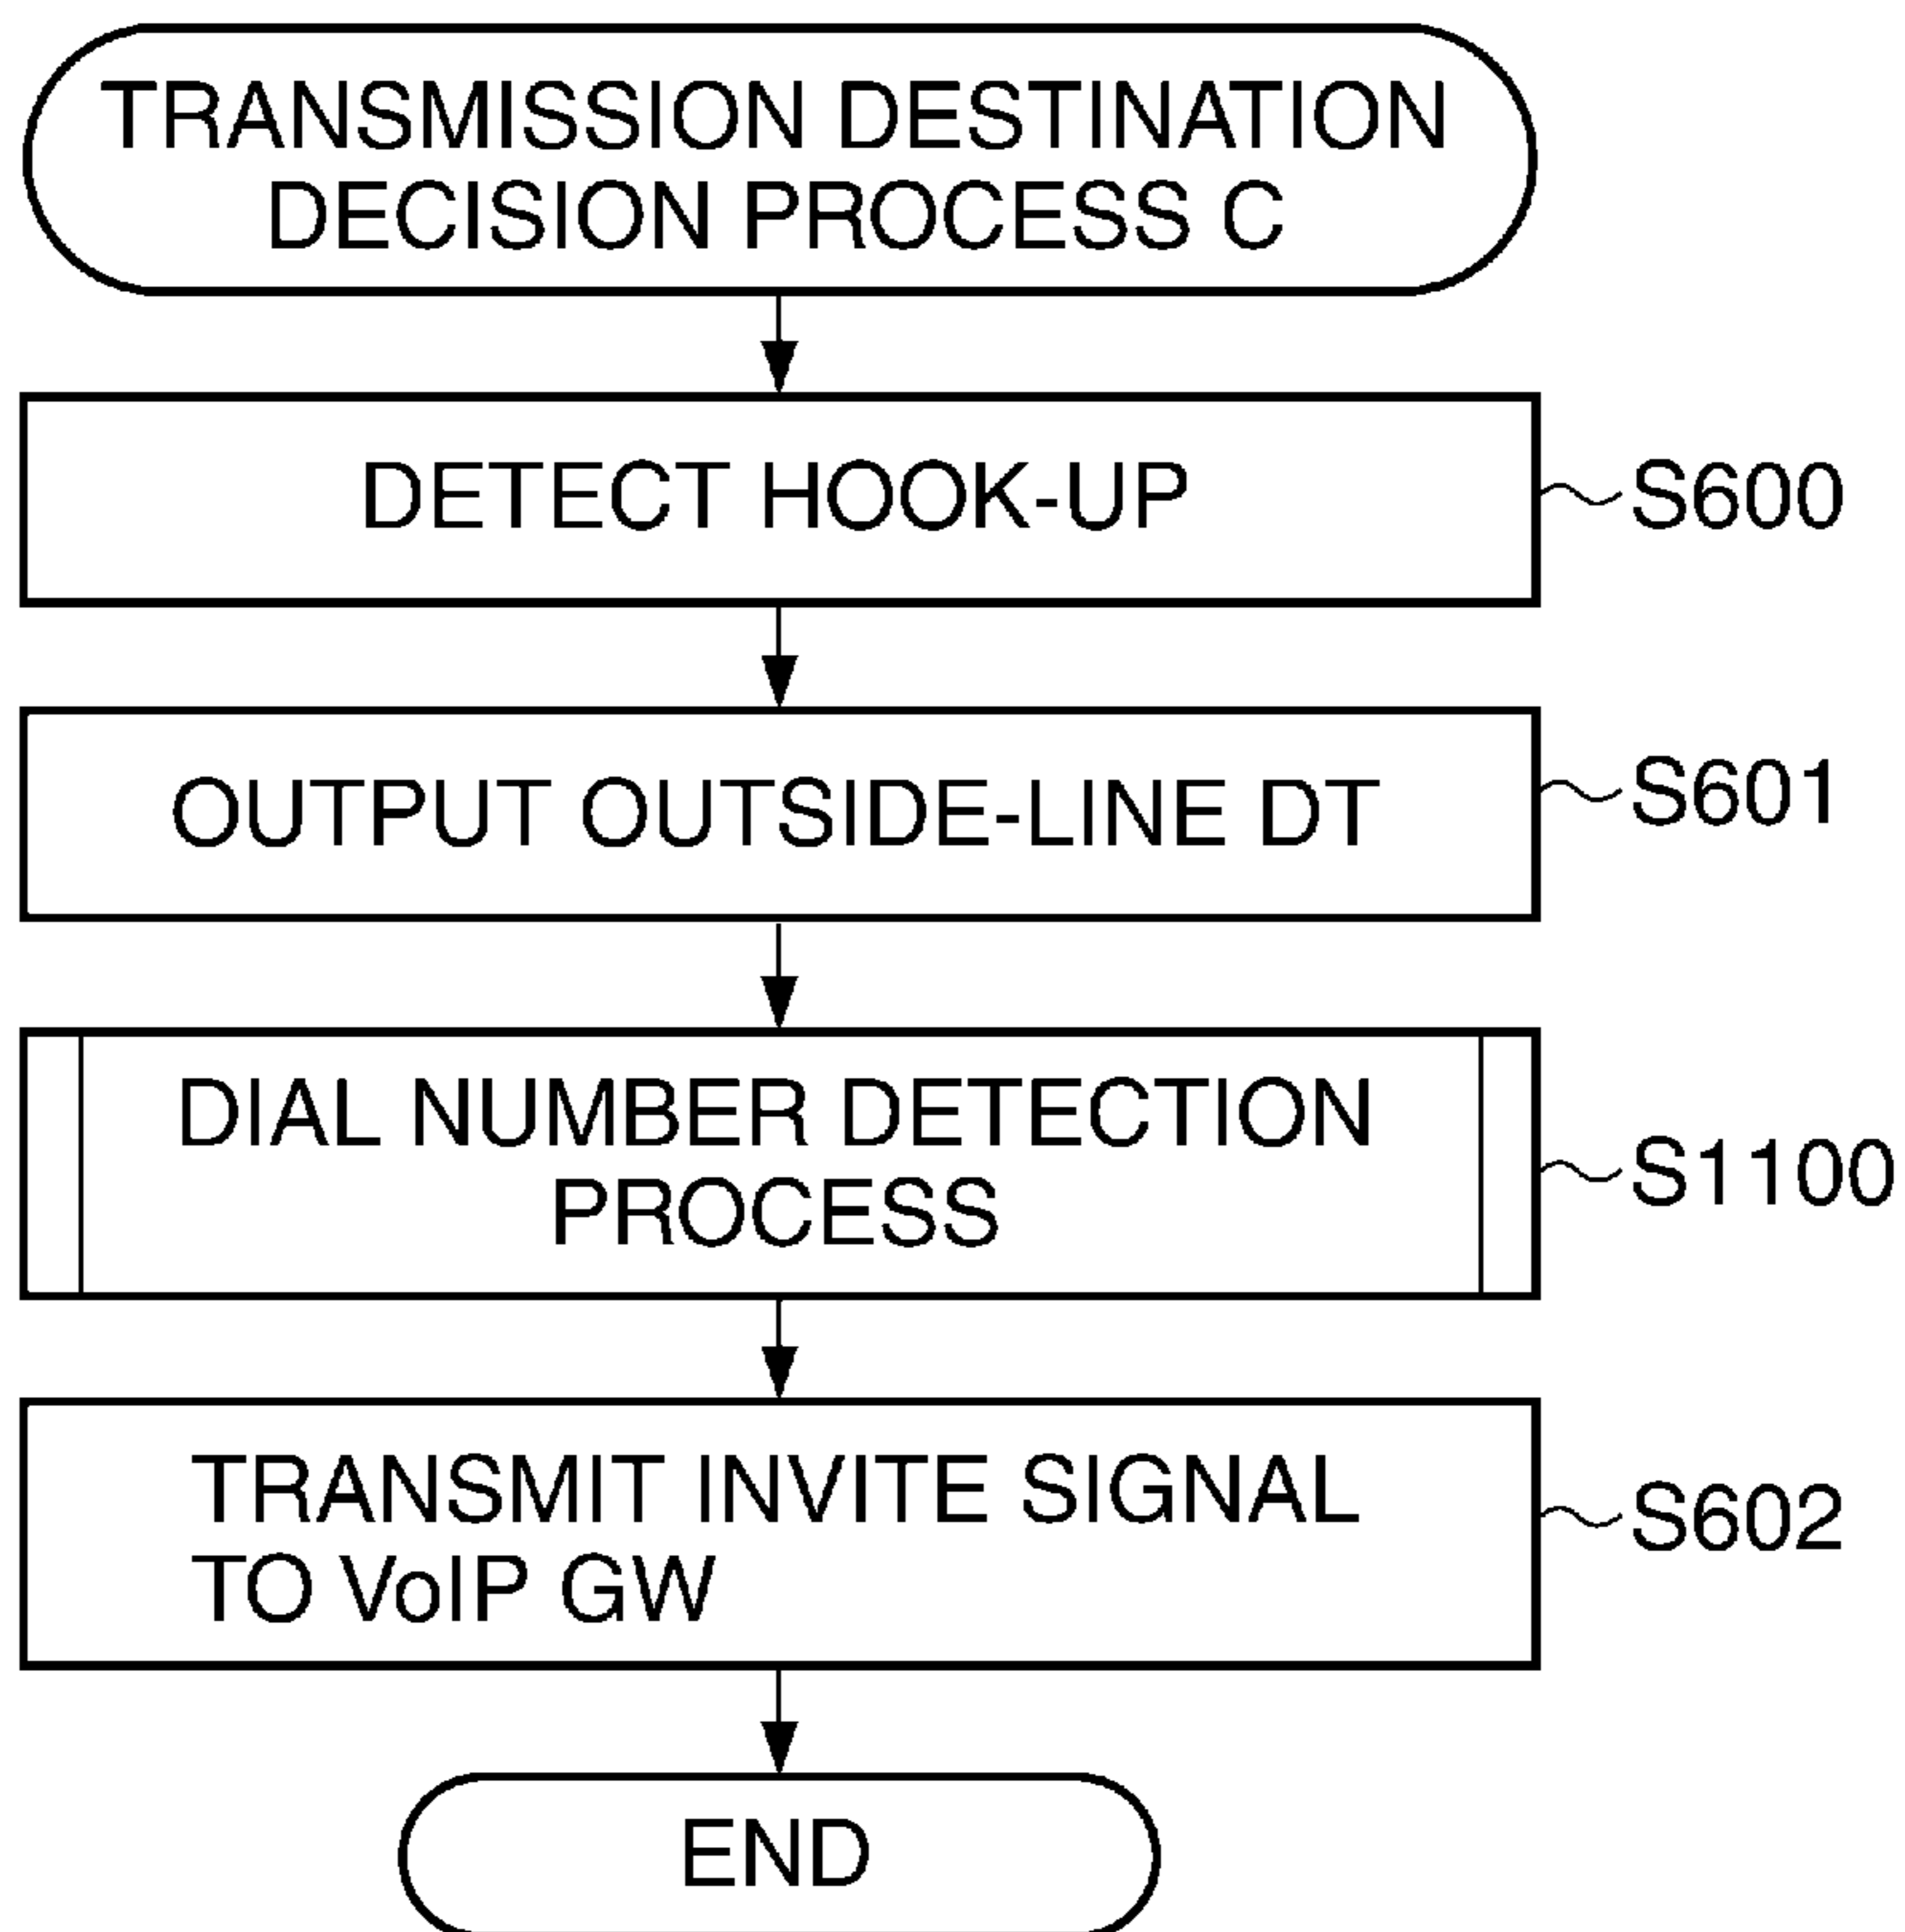 TRANSMISSION DESTINATION
DECISION PROCESS C
DETECT HOOK-UP
S600
OUTPUT OUTSIDE-LINE DT
S601
DIAL NUMBER DETECTION
PROCESS
S1100
TRANSMIT INVITE SIGNAL
TO VoIP GW
S602
END